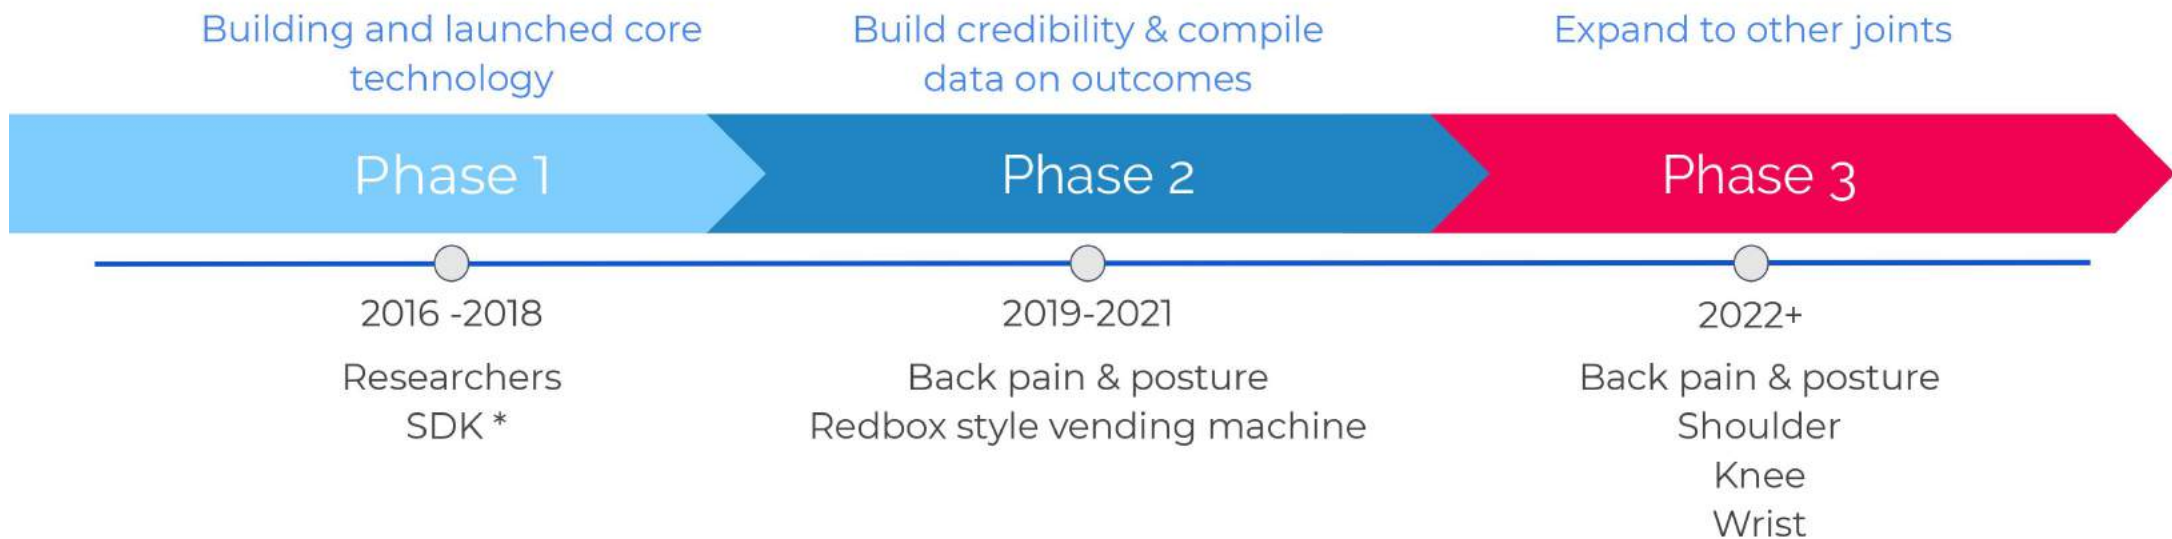 Building and launched core
technology
Build credibility & compile
data on outcomes
Expand to other joints
Phase 1
Phase 2
Phase 3
2016 -2018
2019-2021
2022+
Researchers
SDK *
Back pain & posture
Redbox style vending machine
Back pain & posture
Shoulder
Knee
Wrist